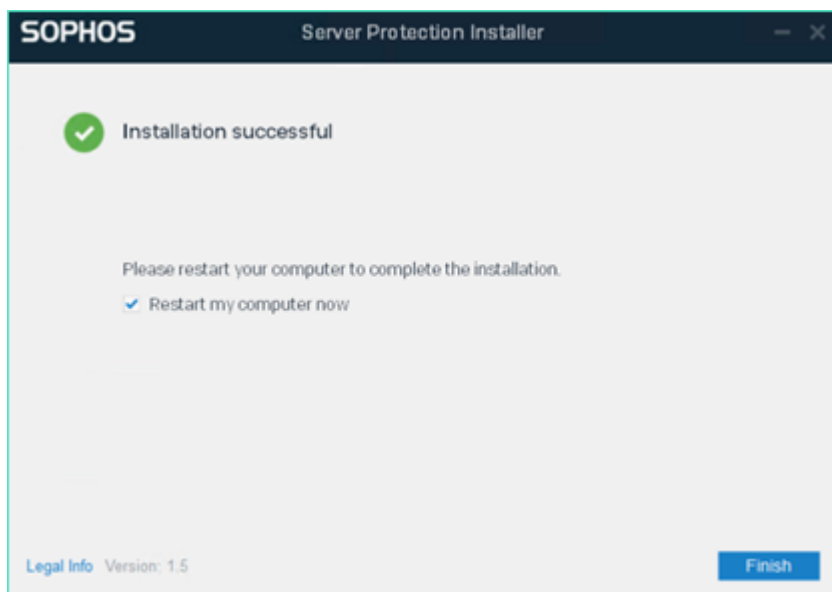 SOPHOS Server Protection Installer
Installation successful
Please restart your computer to complete the installation.
Restart my computer now
Legal Info Version: 1.5 Finish